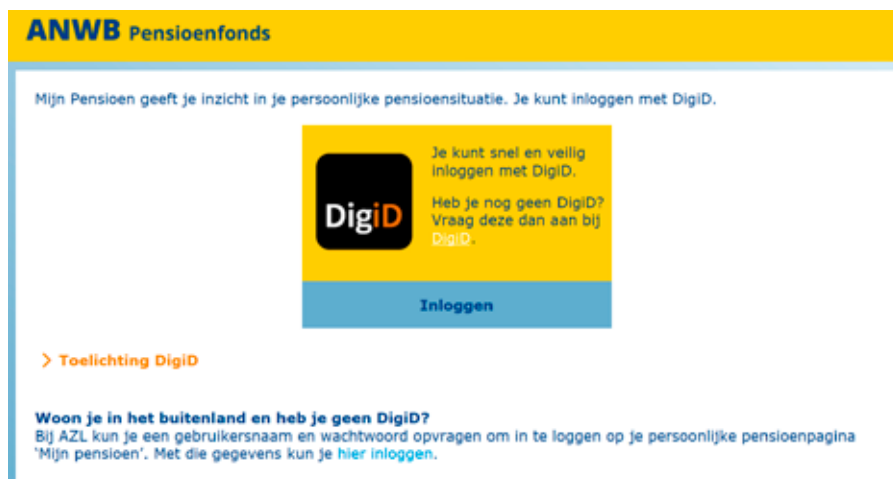 ANWB Pensioenfonds
Mijn Pensioen geeft je inzicht in je persoonlijke pensioensituatie. Je kunt inloggen met DigiD.
DigiD
Je kunt snel en veilig
inloggen met DigiD.
Heb je nog geen DigiD?
Vraag deze dan aan bij
DigiD.
Inloggen
> Toelichting DigiD
Woon je in het buitenland en heb je geen DigiD?
Bij AZL kun je een gebruikersnaam en wachtwoord opvragen om in te loggen op je persoonlijke pensioenpagina
‘Mijn pensioen’. Met die gegevens kun je hier inloggen.